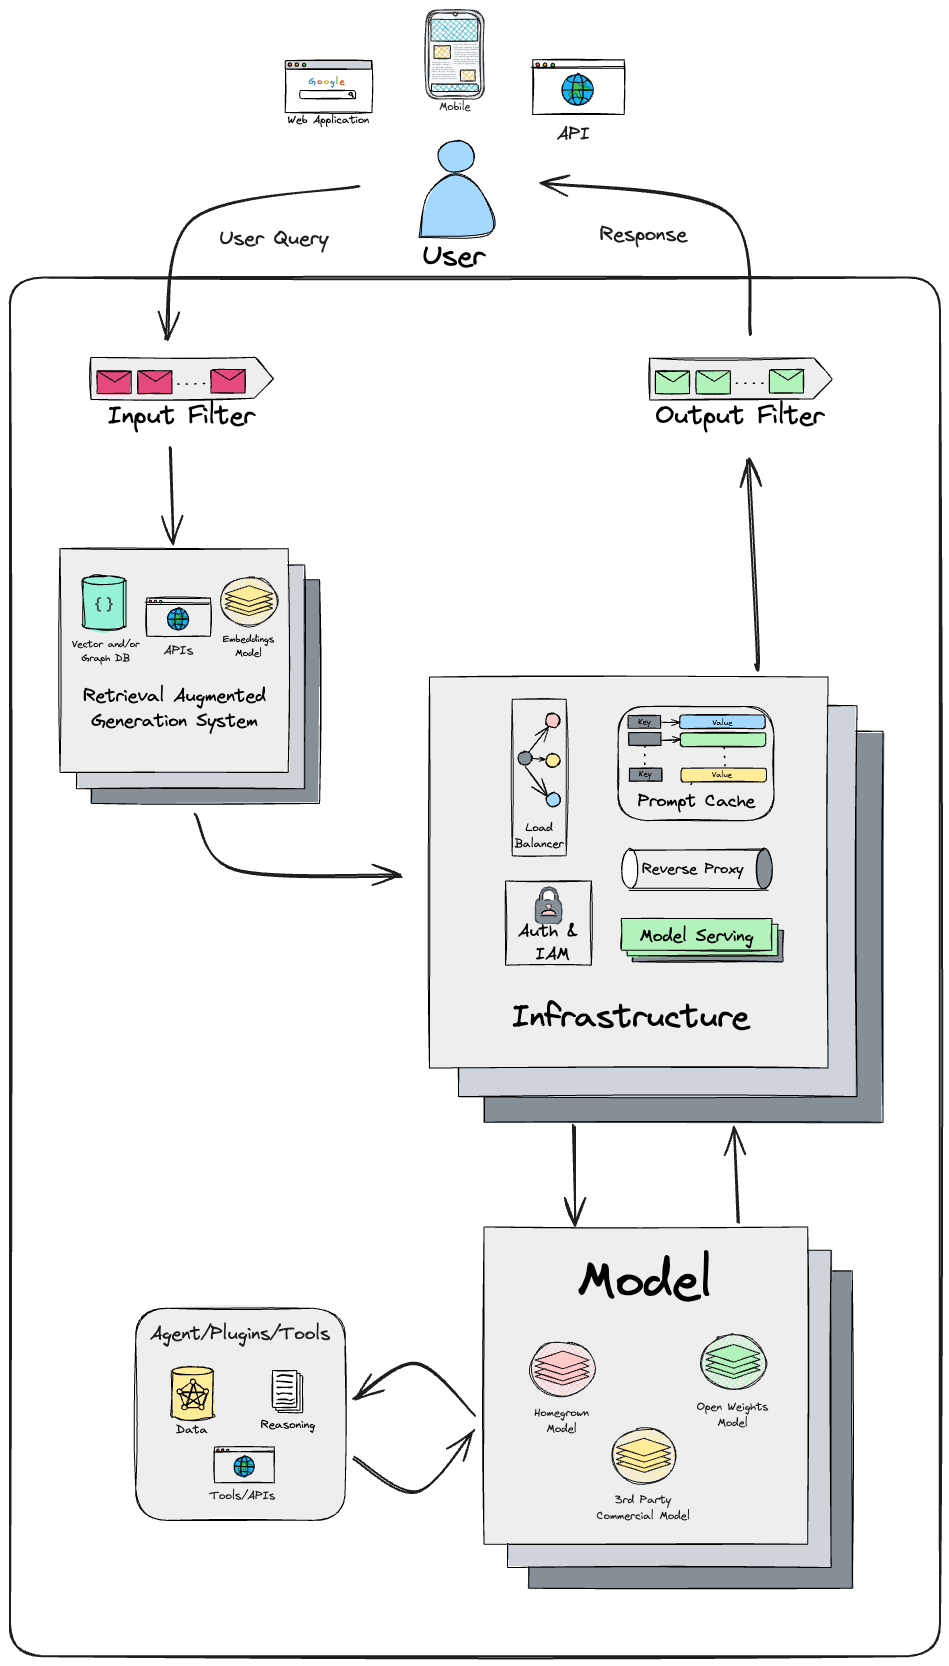 Google
Web Application
Mobile
API
User Query
User
Response
Input Filter
Output Filter
{}
Vector and/or
Graph DB
APIs
Embeddings
Model
Retrieval Augmented
Generation System
Load
Balancer
Key
Value
Key
Value
Prompt Cache
Reverse Proxy
Auth &
IAM
Model Serving
Infrastructure
Model
Homegrown
Model
Open Weights
Model
3rd Party
Commercial Model
Agent/Plugins/Tools
Data
Reasoning
Tools/APIs